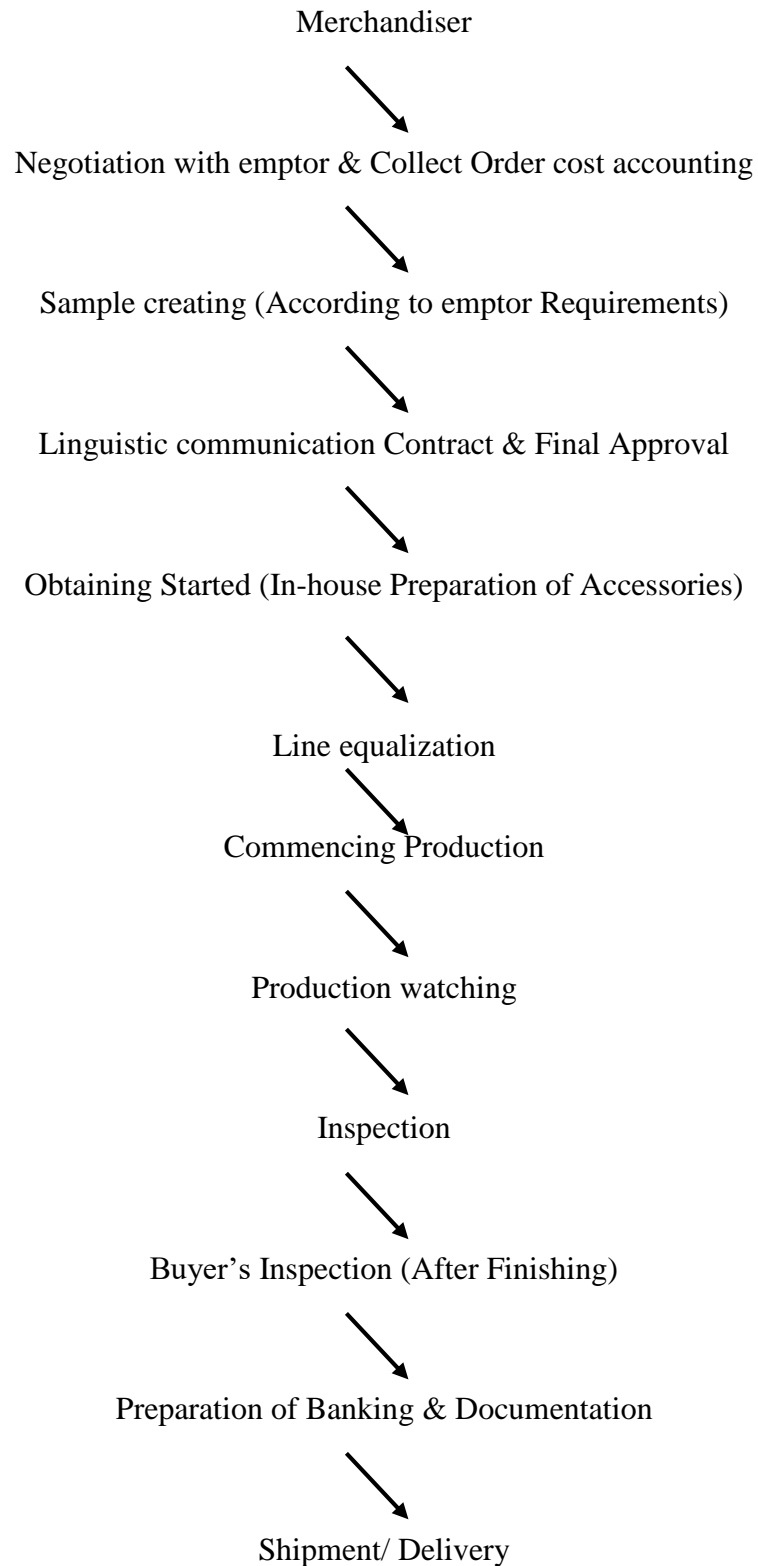 Merchandiser
Negotiation with emptor & Collect Order cost accounting
Sample creating (According to emptor Requirements)
Linguistic communication Contract & Final Approval
Obtaining Started (In-house Preparation of Accessories)
Line equalization
Commencing Production
Production watching
Inspection
Buyer’s Inspection (After Finishing)
Preparation of Banking & Documentation
Shipment/ Delivery